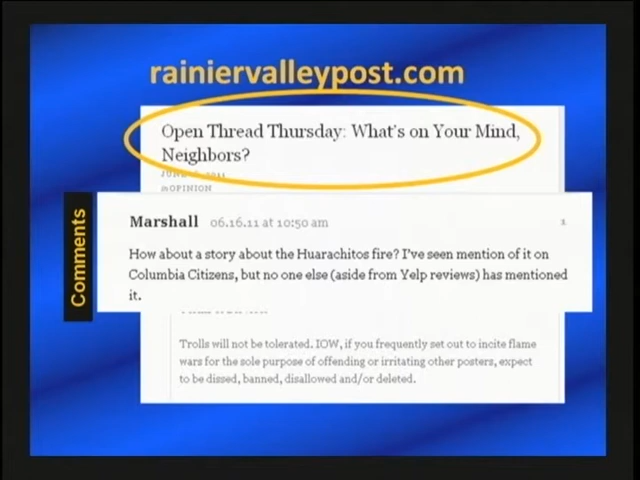 rainiervalleypost.com
Open Thread Thursday: What's on Your Mind,
Neighbors?
in OPINION
Comments
Marshall 06.16.11 at 10:50 am 1
How about a story about the Huarachitos fire? I've seen mention of it on
Columbia Citizens, but no one else (aside from Yelp reviews) has mentioned
it.
Trolls will not be tolerated. IOW, if you frequently set out to incite flame
wars for the sole purpose of offending or irritating other posters, expect
to be dissed, banned, disallowed and/or deleted.